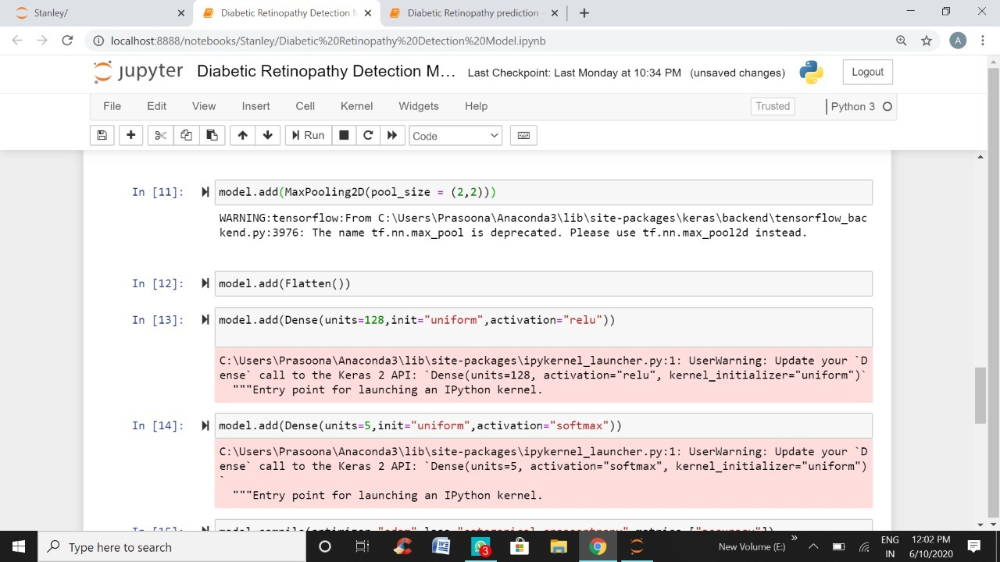 Stanley/
Diabetic Retinopathy Detection M
Diabetic Retinopathy prediction
localhost:8888/notebooks/Stanley/Diabetic%20Retinopathy%20Detection%20Model.ipynb
A
jupyter Diabetic Retinopathy Detection M... Last Checkpoint: Last Monday at 10:34 PM (unsaved changes)
Logout
File Edit View Insert Cell Kernel Widgets Help
Trusted
Python 3
Run
Code
In [11]: model.add(MaxPooling2D(pool_size = (2,2)))
WARNING:tensorflow:From C:\Users\Prasoona\Anaconda3\lib\site-packages\keras\backend\tensorflow_bac
kend.py:3976: The name tf.nn.max_pool is deprecated. Please use tf.nn.max_pool2d instead.
In [12]: model.add(Flatten())
In [13]: model.add(Dense(units=128,init="uniform",activation="relu"))
C:\Users\Prasoona\Anaconda3\lib\site-packages\ipykernel_launcher.py:1: UserWarning: Update your `D
ense` call to the Keras 2 API: `Dense(units=128, activation="relu", kernel_initializer="uniform")`
"""Entry point for launching an IPython kernel.
In [14]: model.add(Dense(units=5,init="uniform",activation="softmax"))
C:\Users\Prasoona\Anaconda3\lib\site-packages\ipykernel_launcher.py:1: UserWarning: Update your `D
ense` call to the Keras 2 API: `Dense(units=5, activation="softmax", kernel_initializer="uniform")
`
"""Entry point for launching an IPython kernel.
Type here to search
3
New Volume (E:)
ENG
IN
12:02 PM
6/10/2020